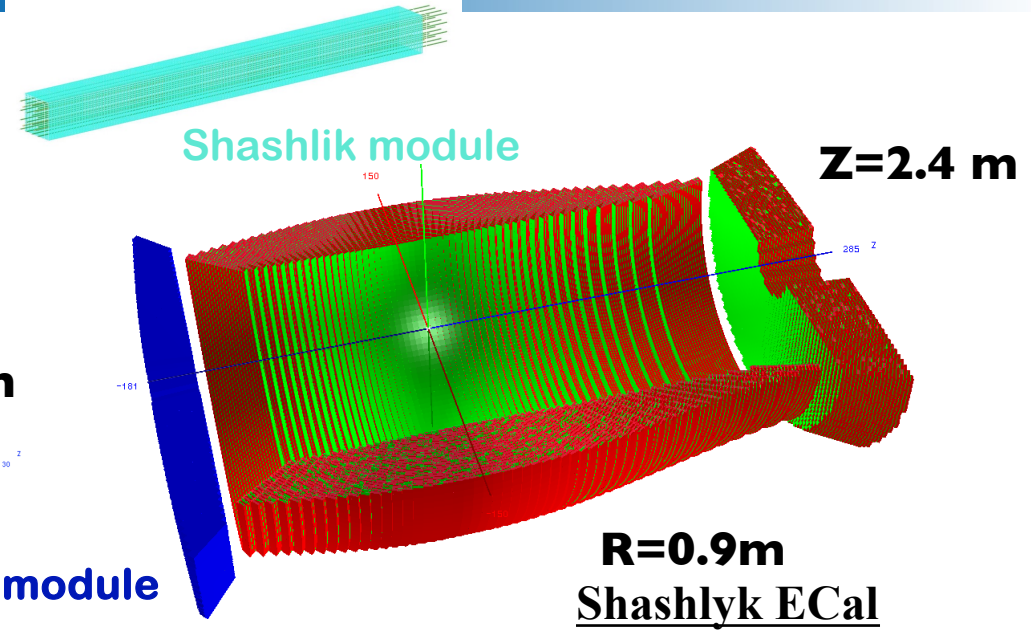 Shashlik module
150
Z=2.4 m
285 Z
-181
30 Z
module
R=0.9m
Shashlyk ECal